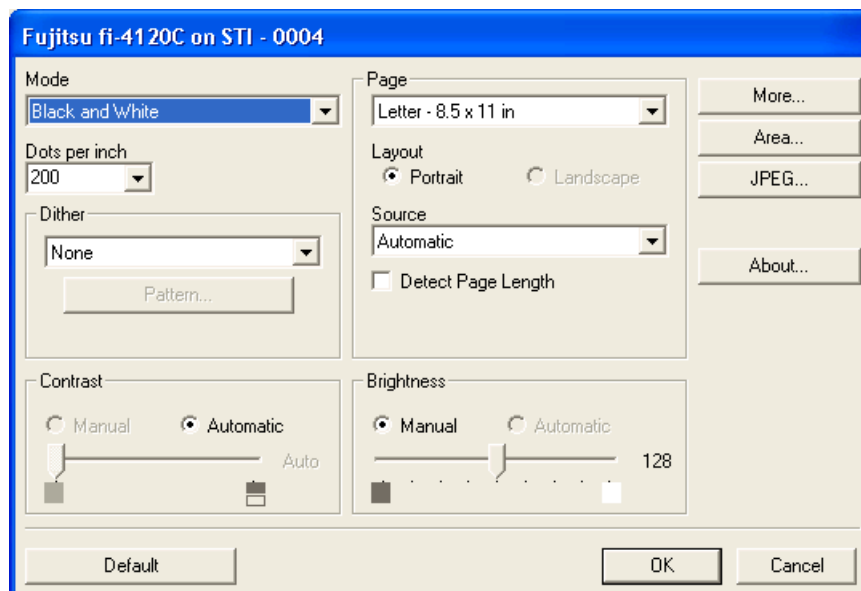 Fujitsu fi-4120C on STI - 0004
Mode
Black and White
Dots per inch
200
Dither
None
Pattern...
Page
Letter - 8.5 x 11 in
Layout
Portrait Landscape
Source
Automatic
Detect Page Length
More...
Area...
JPEG...
About...
Contrast
Manual Automatic
Auto
Brightness
Manual Automatic
128
Default OK Cancel